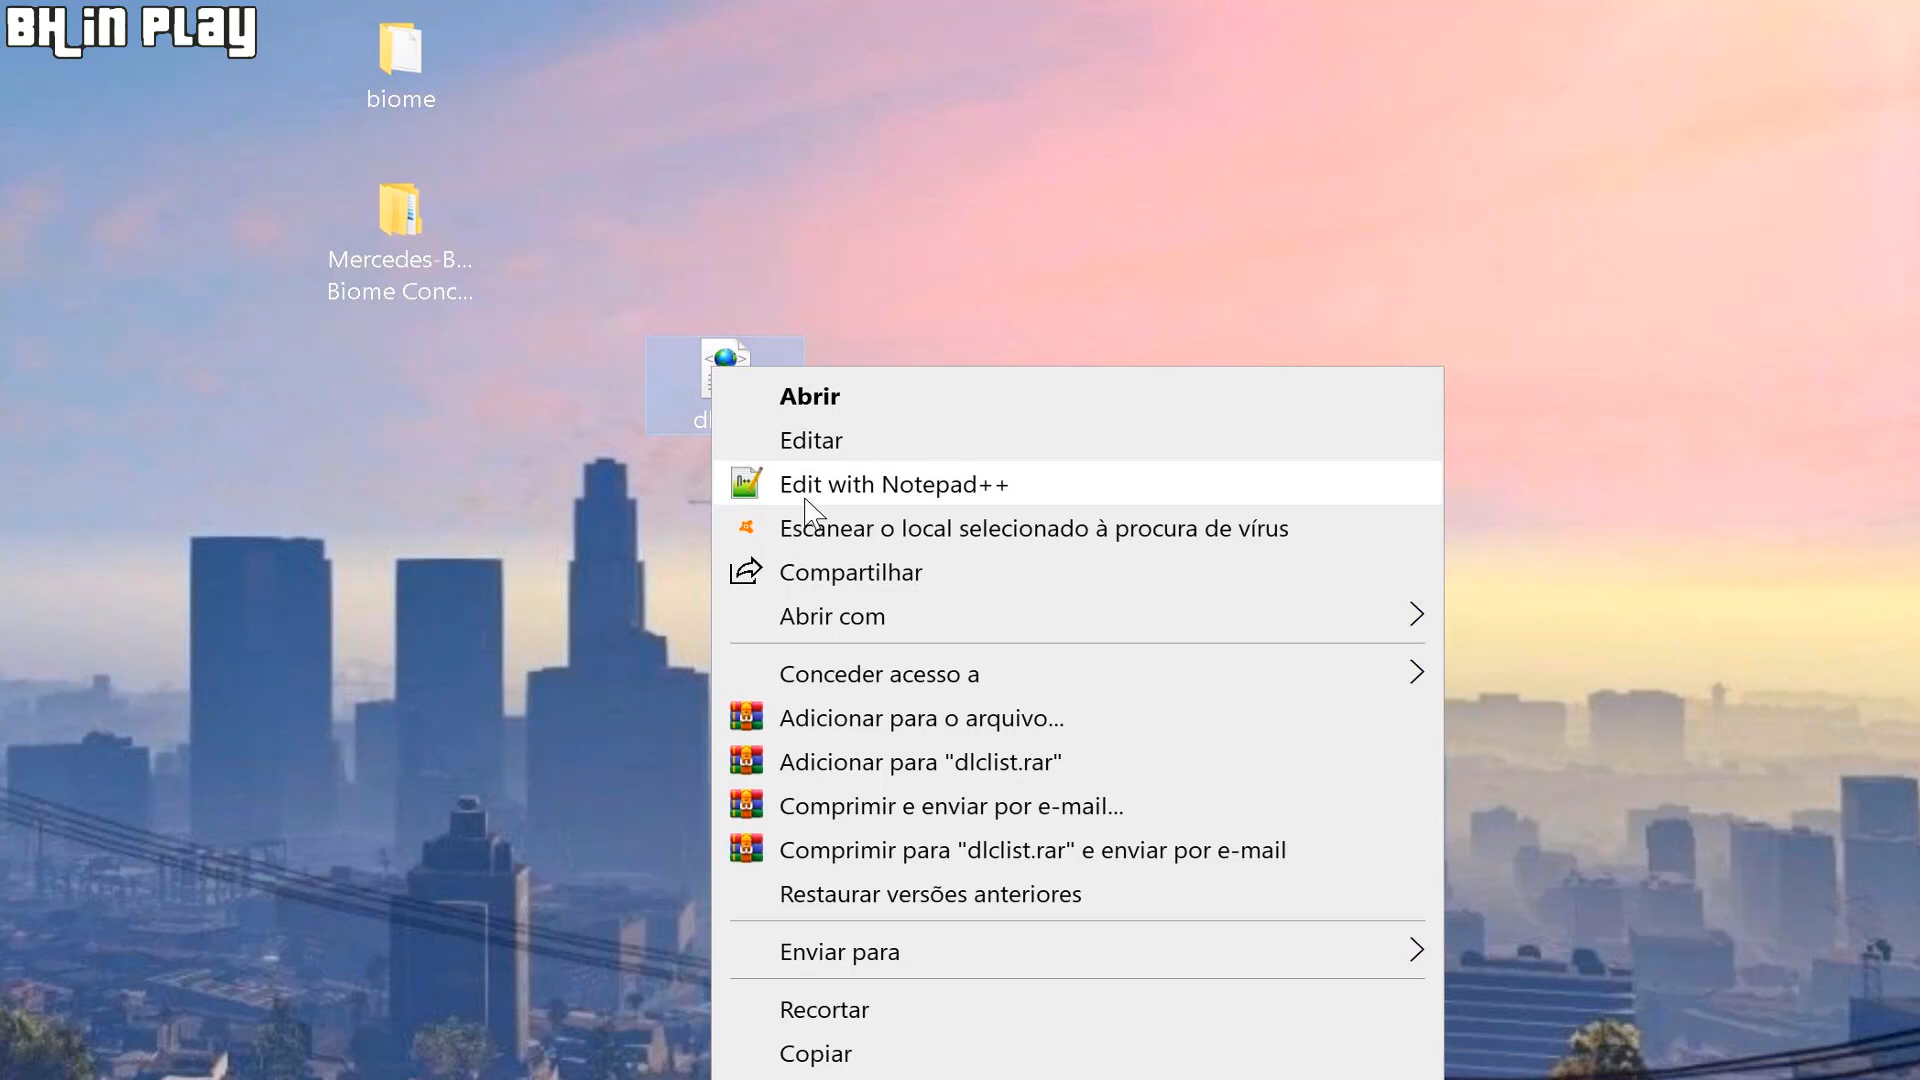 BH in PLAY
biome
Mercedes-B...
Biome Conc...
Abrir
Editar
Edit with Notepad++
Escanear o local selecionado à procura de vírus
Compartilhar
Abrir com
Conceder acesso a
Adicionar para o arquivo...
Adicionar para "dlclist.rar"
Comprimir e enviar por e-mail...
Comprimir para "dlclist.rar" e enviar por e-mail
Restaurar versões anteriores
Enviar para
Recortar
Copiar